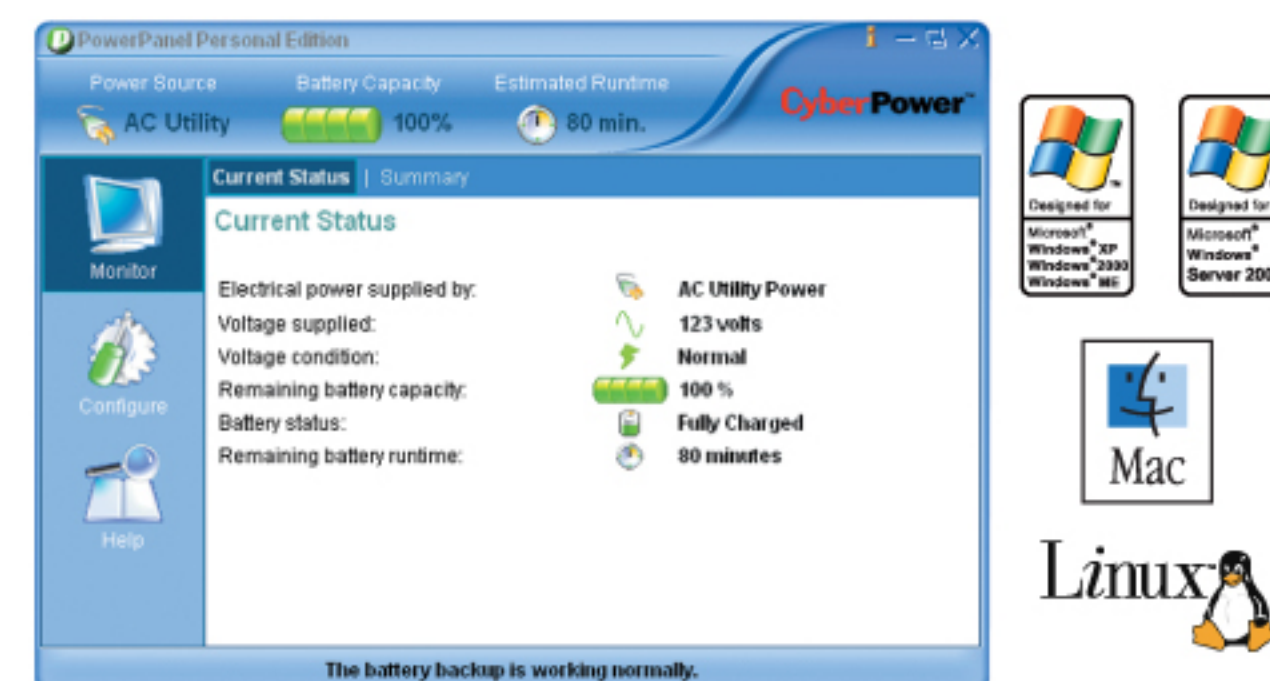 PowerPanel Personal Edition
Power Source Battery Capacity Estimated Runtime
AC Utility 100% 80 min.
CyberPower™
Current Status | Summary
Monitor
Configure
Help
Current Status
Electrical power supplied by: AC Utility Power
Voltage supplied: 123 volts
Voltage condition: Normal
Remaining battery capacity: 100 %
Battery status: Fully Charged
Remaining battery runtime: 80 minutes
The battery backup is working normally.
Designed for
Microsoft®
Windows® XP
Windows® 2000
Windows® ME
Designed for
Microsoft®
Windows®
Server 200
Mac
Linux